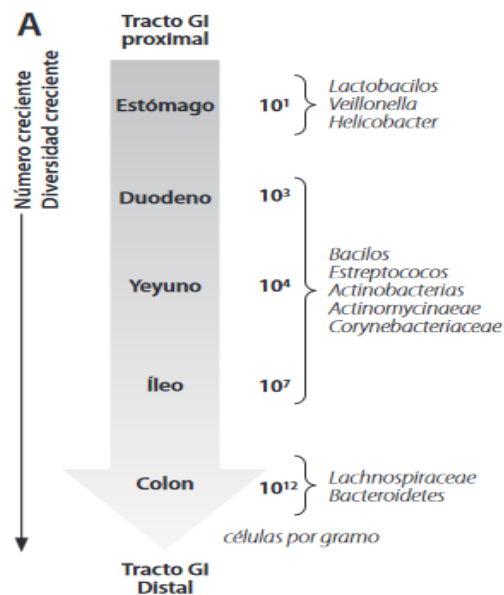 A
Tracto GI
proximal
Número creciente
Diversidad creciente
Estómago
10¹
Lactobacilos
Veillonella
Helicobacter
Duodeno
10³
Yeyuno
10⁴
Íleo
10⁷
Bacilos
Estreptococos
Actinobacterias
Actinomycinaeae
Corynebacteriaceae
Colon
10¹²
Lachnospiraceae
Bacteroidetes
células por gramo
Tracto GI
Distal